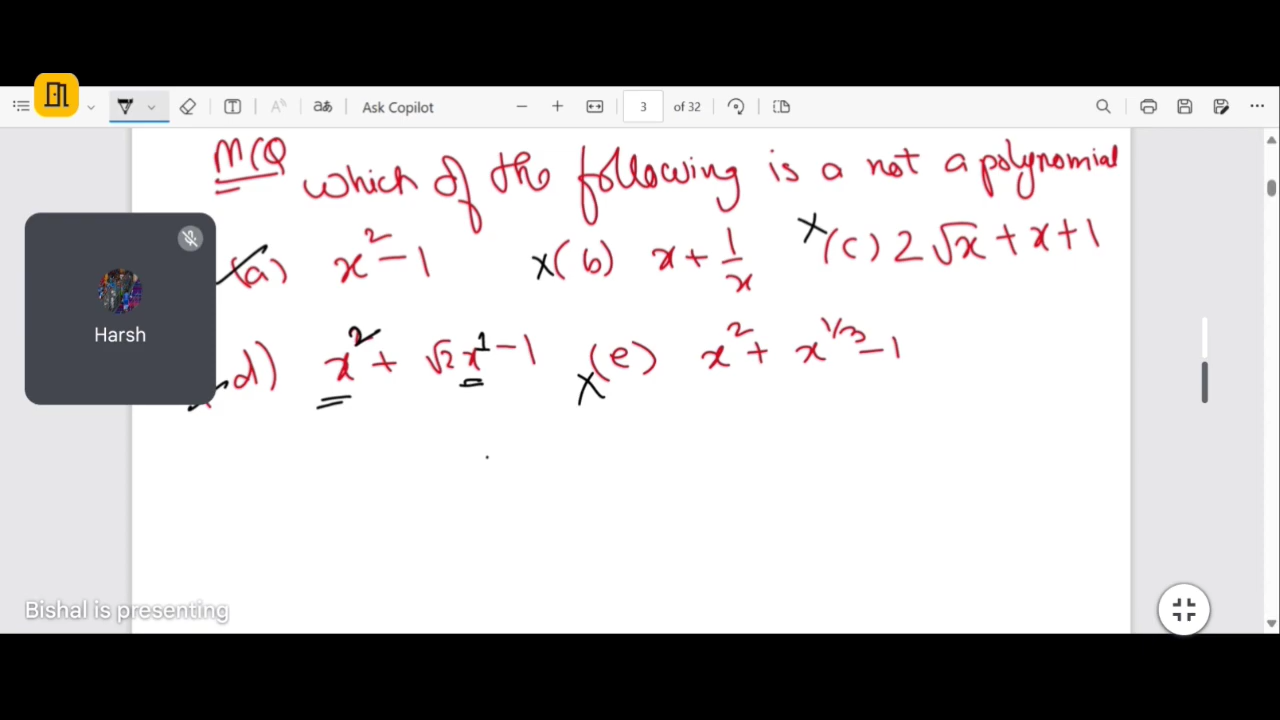 Ask Copilot
3 of 32
MCQ which of the following is a not a polynomial
(a) x² - 1 x (b) x + 1/x x (c) 2√x + x + 1
d) x² + √2 x¹ - 1 x (e) x² + x^1/3 - 1
Harsh
Bishal is presenting